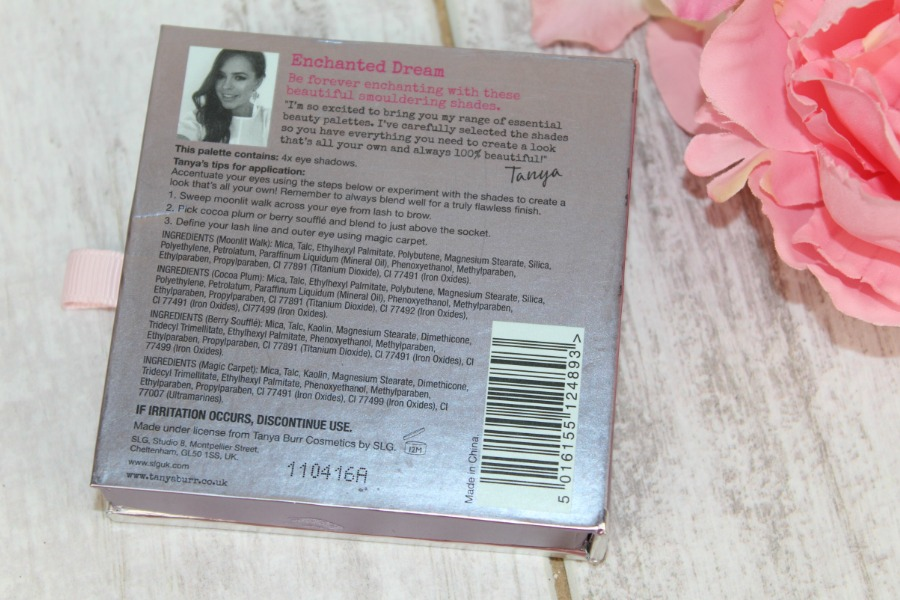 Enchanted Dream
Be forever enchanting with these
beautiful smouldering shades.
"I'm so excited to bring you my range of essential
beauty palettes. I've carefully selected the shades
so you have everything you need to create a look
that's all your own and always 100% beautiful!"
Tanya
This palette contains: 4x eye shadows.
Tanya's tips for application:
Accentuate your eyes using the steps below or experiment with the shades to create a
look that's all your own! Remember to always blend well for a truly flawless finish.
1. Sweep moonlit walk across your eye from lash to brow.
2. Pick cocoa plum or berry soufflé and blend to just above the socket.
3. Define your lash line and outer eye using magic carpet.
INGREDIENTS (Moonlit Walk): Mica, Talc, Ethylhexyl Palmitate, Polybutene, Magnesium Stearate, Silica,
Polyethylene, Petrolatum, Paraffinum Liquidum (Mineral Oil), Phenoxyethanol, Methylparaben,
Ethylparaben, Propylparaben, CI 77891 (Titanium Dioxide), CI 77491 (Iron Oxides).
INGREDIENTS (Cocoa Plum): Mica, Talc, Ethylhexyl Palmitate, Polybutene, Magnesium Stearate, Silica,
Polyethylene, Petrolatum, Paraffinum Liquidum (Mineral Oil), Phenoxyethanol, Methylparaben,
Ethylparaben, Propylparaben, CI 77891 (Titanium Dioxide), CI 77492 (Iron Oxides),
CI 77491 (Iron Oxides), CI77499 (Iron Oxides).
INGREDIENTS (Berry Soufflé): Mica, Talc, Kaolin, Magnesium Stearate, Dimethicone,
Tridecyl Trimellitate, Ethylhexyl Palmitate, Phenoxyethanol, Methylparaben,
Ethylparaben, Propylparaben, CI 77891 (Titanium Dioxide), CI 77491 (Iron Oxides), CI
77499 (Iron Oxides).
INGREDIENTS (Magic Carpet): Mica, Talc, Kaolin, Magnesium Stearate, Dimethicone,
Tridecyl Trimellitate, Ethylhexyl Palmitate, Phenoxyethanol, Methylparaben,
Ethylparaben, Propylparaben, CI 77491 (Iron Oxides), CI 77499 (Iron Oxides), CI
77007 (Ultramarines).
IF IRRITATION OCCURS, DISCONTINUE USE.
Made under license from Tanya Burr Cosmetics by SLG.
12M
SLG, Studio 8, Montpellier Street,
Cheltenham, GL50 1SS, UK.
www.slguk.com
www.tanyaburr.co.uk
110416A
Made in China.
5 016155 124893 >